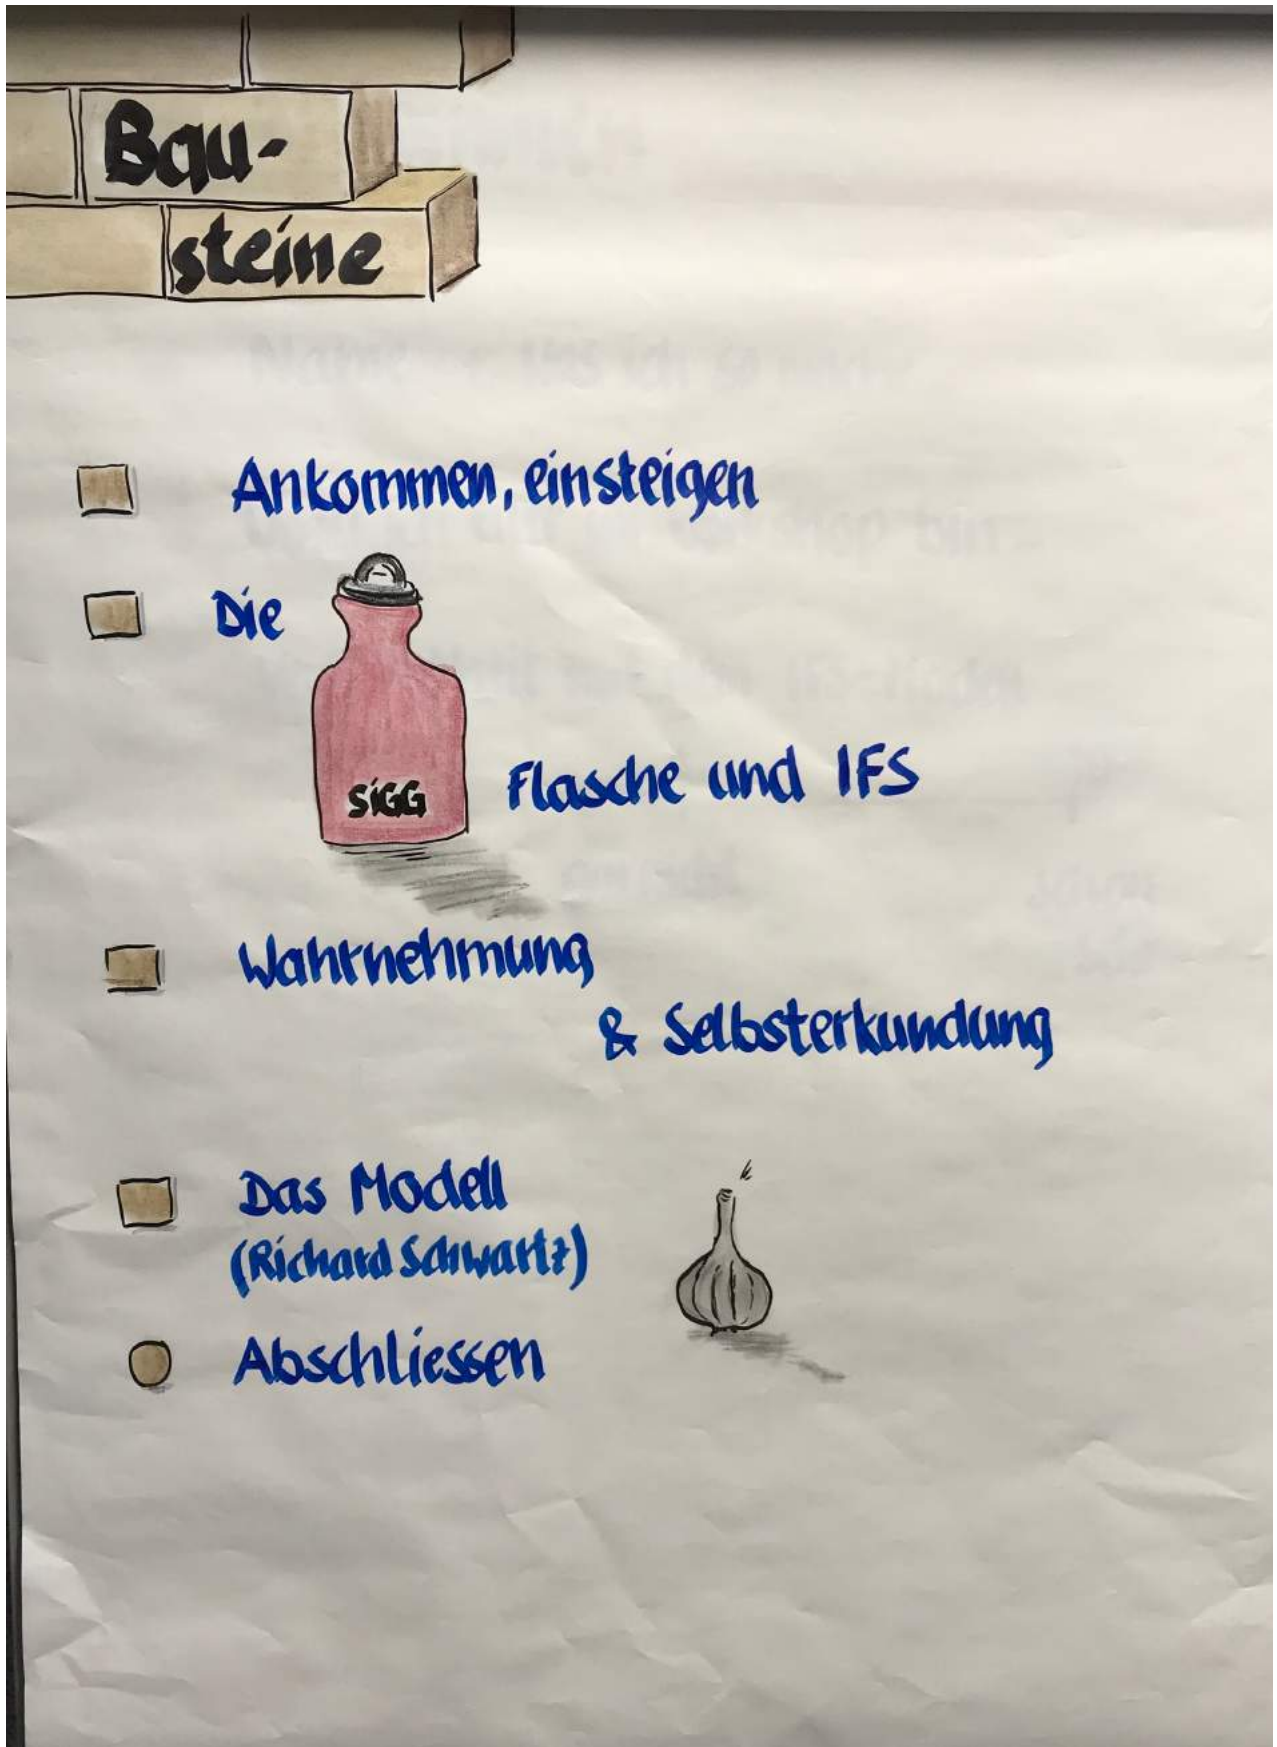 Bau-
steine
Ankommen, einsteigen
Die
SIGG
Flasche und IFS
Wahrnehmung
& Selbsterkundung
Das Modell
(Richard Schwartz)
Abschliessen